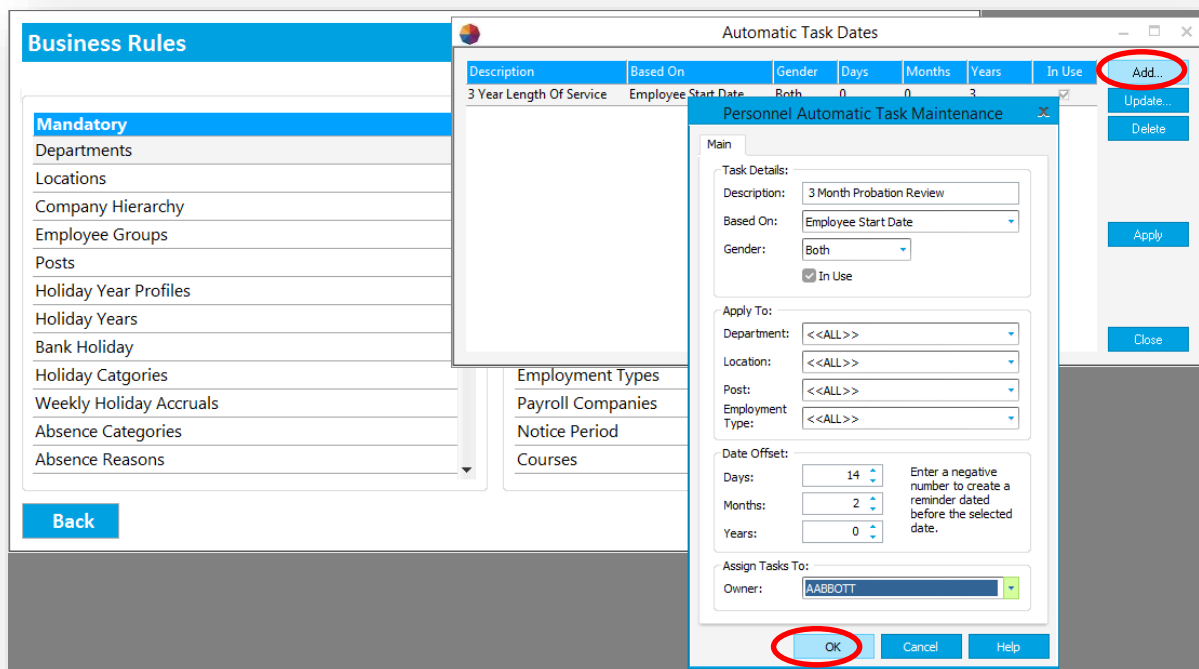 Business Rules
Mandatory
Departments
Locations
Company Hierarchy
Employee Groups
Posts
Holiday Year Profiles
Holiday Years
Bank Holiday
Holiday Catgories
Weekly Holiday Accruals
Absence Categories
Absence Reasons
Employment Types
Payroll Companies
Notice Period
Courses
Back
Automatic Task Dates
Description Based On Gender Days Months Years In Use
3 Year Length Of Service Employee Start Date Both 0 0 3
Add...
Update...
Delete
Apply
Close
Personnel Automatic Task Maintenance
Main
Task Details:
Description: 3 Month Probation Review
Based On: Employee Start Date
Gender: Both
In Use
Apply To:
Department: <<ALL>>
Location: <<ALL>>
Post: <<ALL>>
Employment
Type: <<ALL>>
Date Offset:
Days: 14
Months: 2
Years: 0
Enter a negative
number to create a
reminder dated
before the selected
date.
Assign Tasks To:
Owner: AABBOTT
OK Cancel Help